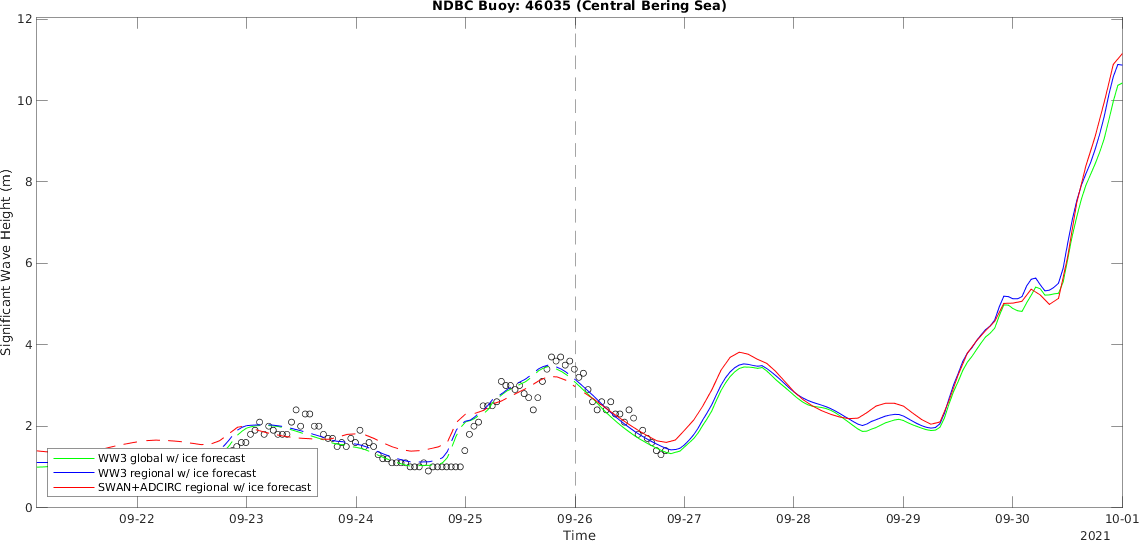 NDBC Buoy: 46035 (Central Bering Sea)
12
10
8
6
4
2
0
Significant Wave Height (m)
WW3 global w/ ice forecast
WW3 regional w/ ice forecast
SWAN+ADCIRC regional w/ ice forecast
09-22 09-23 09-24 09-25 09-26 09-27 09-28 09-29 09-30 10-01
Time
2021